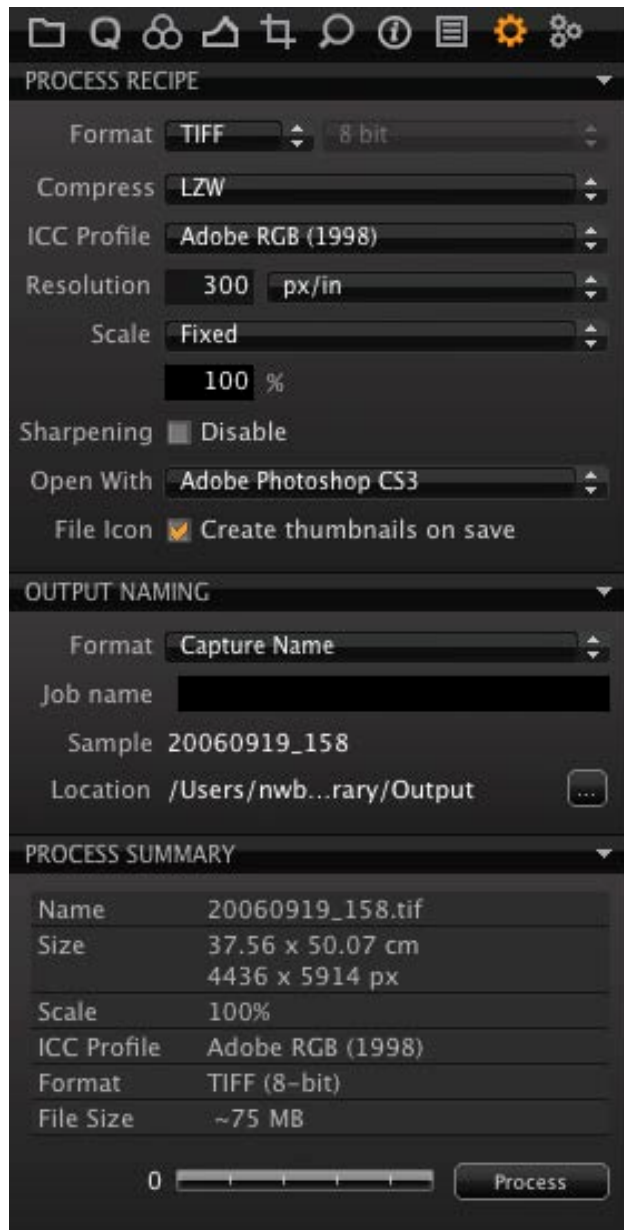 PROCESS RECIPE
Format TIFF 8 bit
Compress LZW
ICC Profile Adobe RGB (1998)
Resolution 300 px/in
Scale Fixed
100 %
Sharpening Disable
Open With Adobe Photoshop CS3
File Icon Create thumbnails on save
OUTPUT NAMING
Format Capture Name
Job name
Sample 20060919_158
Location /Users/nwb...rary/Output ...
PROCESS SUMMARY
Name 20060919_158.tif
Size 37.56 x 50.07 cm
4436 x 5914 px
Scale 100%
ICC Profile Adobe RGB (1998)
Format TIFF (8-bit)
File Size ~75 MB
0 Process